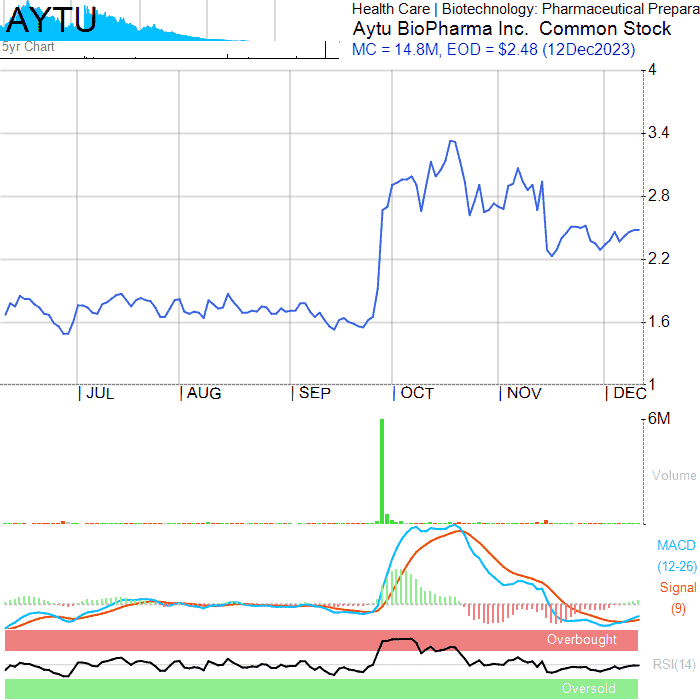 AYTU
5yr Chart
Health Care | Biotechnology: Pharmaceutical Prepara
Aytu BioPharma Inc.  Common Stock
MC = 14.8M, EOD = $2.48 (12Dec2023)
4
3.4
2.8
2.2
1.6
1
| JUL | AUG | SEP | OCT | NOV | DEC
6M
Volume
MACD
(12-26)
Signal
(9)
Overbought
RSI(14)
Oversold